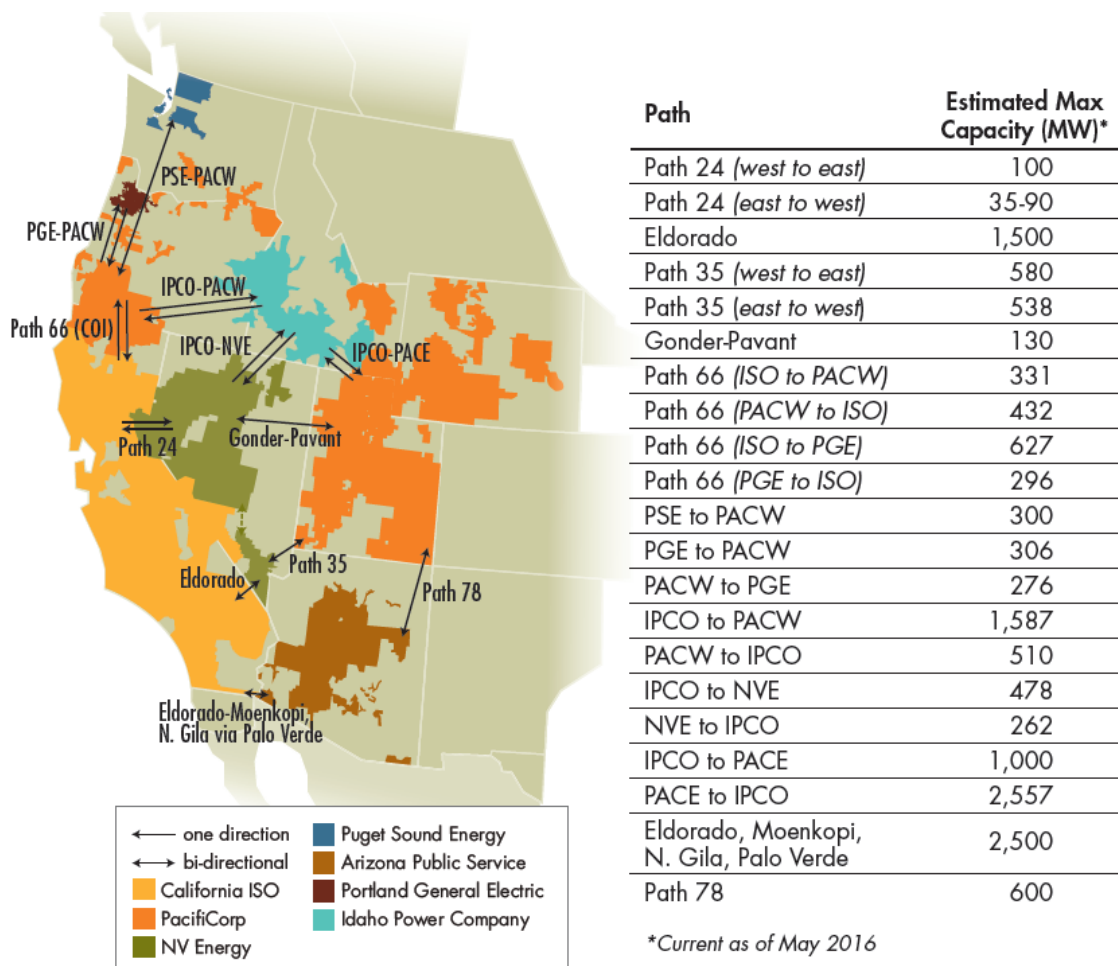 PSE-PACW
PGE-PACW
IPCO-PACW
Path 66 (COI)
IPCO-NVE
IPCO-PACE
Path 24
Gonder-Pavant
Path 35
Eldorado
Path 78
Eldorado-Moenkopi,
N. Gila via Palo Verde
one direction
bi-directional
California ISO
PacifiCorp
NV Energy
Puget Sound Energy
Arizona Public Service
Portland General Electric
Idaho Power Company
Path Estimated Max
Capacity (MW)*
Path 24 (west to east) 100
Path 24 (east to west) 35-90
Eldorado 1,500
Path 35 (west to east) 580
Path 35 (east to west) 538
Gonder-Pavant 130
Path 66 (ISO to PACW) 331
Path 66 (PACW to ISO) 432
Path 66 (ISO to PGE) 627
Path 66 (PGE to ISO) 296
PSE to PACW 300
PGE to PACW 306
PACW to PGE 276
IPCO to PACW 1,587
PACW to IPCO 510
IPCO to NVE 478
NVE to IPCO 262
IPCO to PACE 1,000
PACE to IPCO 2,557
Eldorado, Moenkopi,
N. Gila, Palo Verde 2,500
Path 78 600
*Current as of May 2016